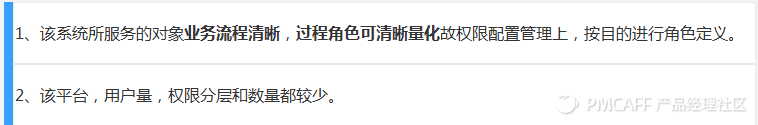 1、该系统所服务的对象业务流程清晰，过程角色可清晰量化故权限配置管理上，按目的进行角色定义。
2、该平台，用户量，权限分层和数量都较少。
PMCAFF 产品经理社区